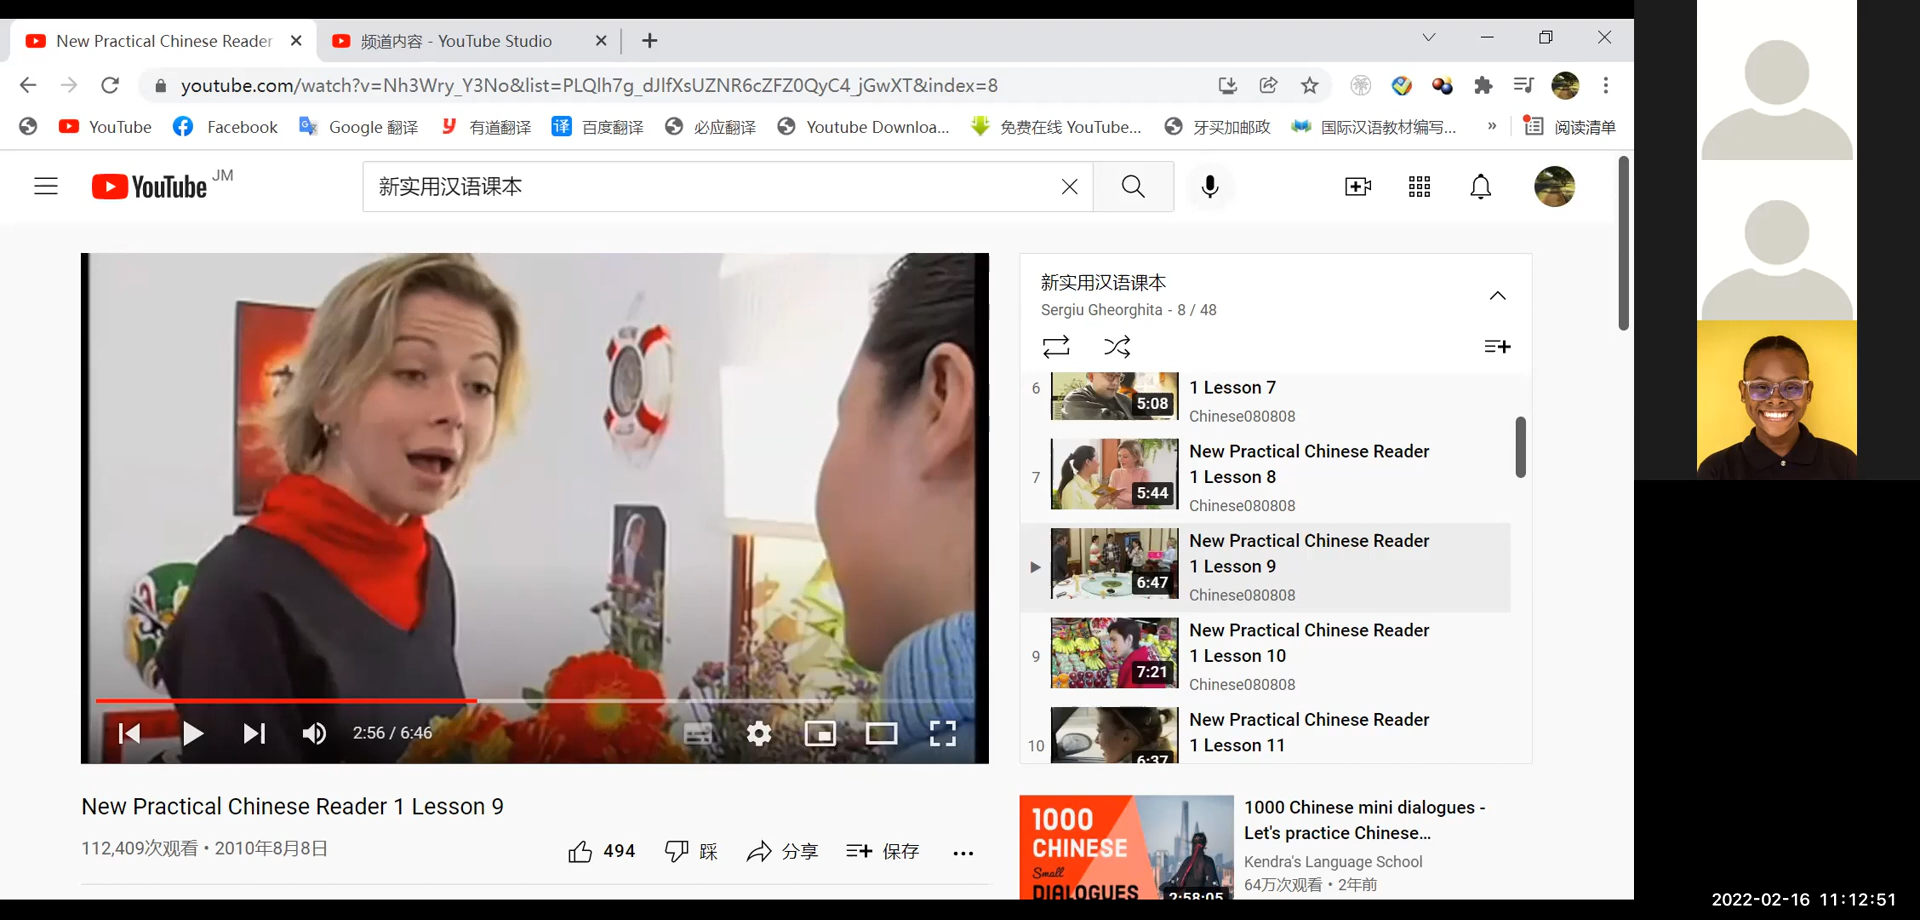 New Practical Chinese Reader
频道内容 - YouTube Studio
youtube.com/watch?v=Nh3Wry_Y3No&list=PLQlh7g_dJlfXsUZNR6cZFZ0QyC4_jGwXT&index=8
YouTube
Facebook
Google 翻译
有道翻译
译 百度翻译
必应翻译
Youtube Downloa...
免费在线 YouTube...
牙买加邮政
国际汉语教材编写...
»
阅读清单
YouTube JM
新实用汉语课本
新实用汉语课本
Sergiu Gheorghita - 8 / 48
6
5:08
1 Lesson 7
Chinese080808
7
5:44
New Practical Chinese Reader
1 Lesson 8
Chinese080808
6:47
New Practical Chinese Reader
1 Lesson 9
Chinese080808
9
7:21
New Practical Chinese Reader
1 Lesson 10
Chinese080808
10
6:37
New Practical Chinese Reader
1 Lesson 11
2:56 / 6:46
New Practical Chinese Reader 1 Lesson 9
112,409次观看 • 2010年8月8日
494
踩
分享
保存
1000
CHINESE
Small
DIALOGUES
2:58:05
1000 Chinese mini dialogues -
Let's practice Chinese...
Kendra's Language School
64万次观看 • 2年前
2022-02-16 11:12:51